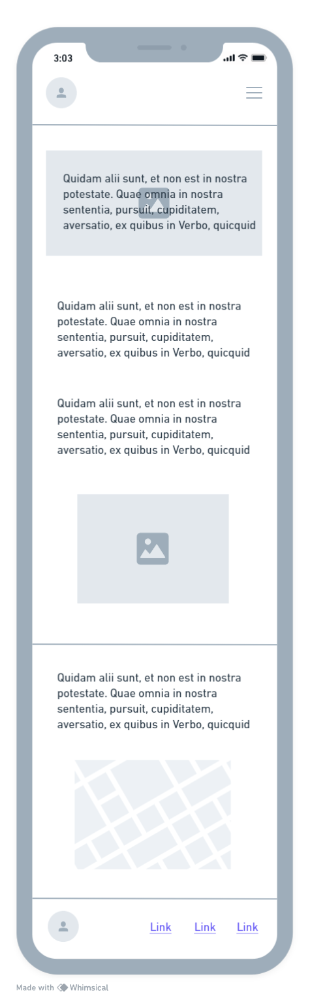 3:03
Quidam alii sunt, et non est in nostra
potestate. Quae omnia in nostra
sententia, pursuit, cupiditatem,
aversatio, ex quibus in Verbo, quicquid
Quidam alii sunt, et non est in nostra
potestate. Quae omnia in nostra
sententia, pursuit, cupiditatem,
aversatio, ex quibus in Verbo, quicquid
Quidam alii sunt, et non est in nostra
potestate. Quae omnia in nostra
sententia, pursuit, cupiditatem,
aversatio, ex quibus in Verbo, quicquid
Quidam alii sunt, et non est in nostra
potestate. Quae omnia in nostra
sententia, pursuit, cupiditatem,
aversatio, ex quibus in Verbo, quicquid
Link Link Link
Made with Whimsical